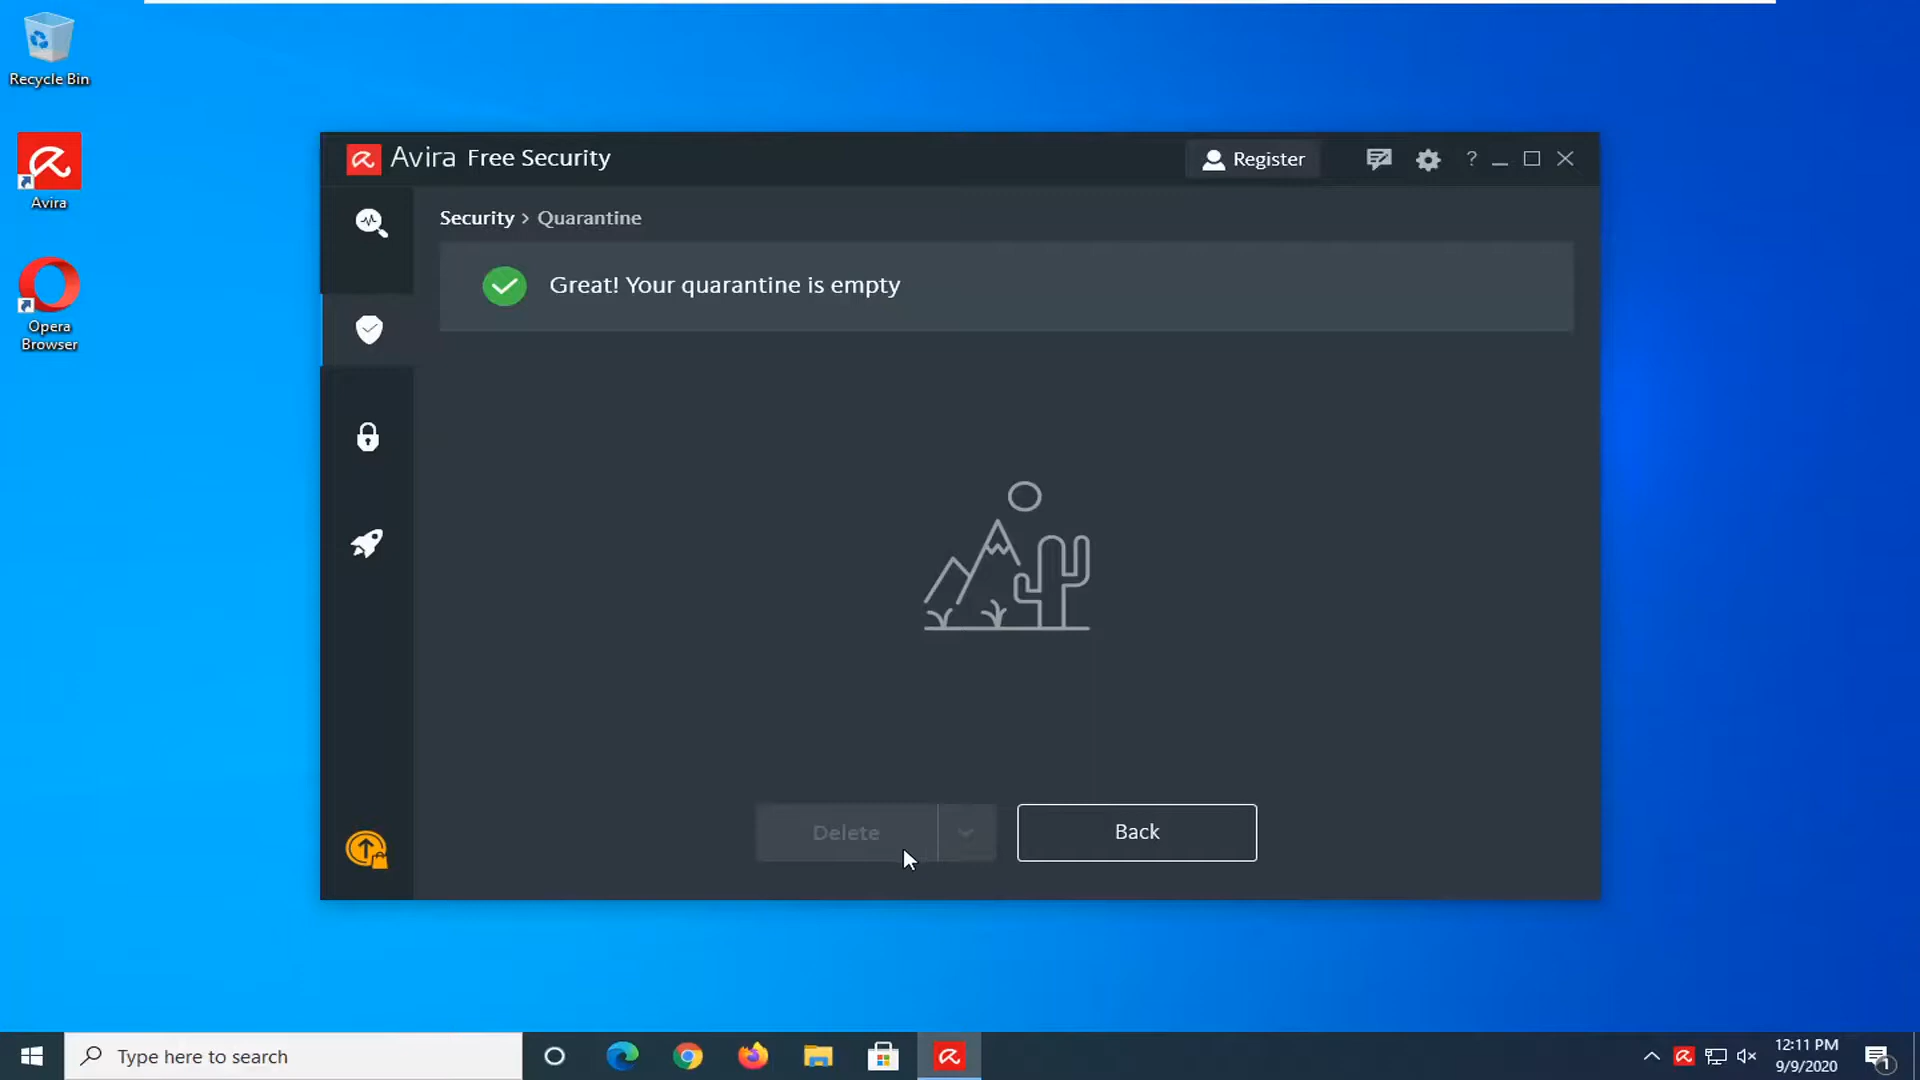 Recycle Bin
Avira
Opera
Browser
Avira Free Security
Register
?
Security > Quarantine
Great! Your quarantine is empty
Delete
Back
Type here to search
12:11 PM
9/9/2020
1